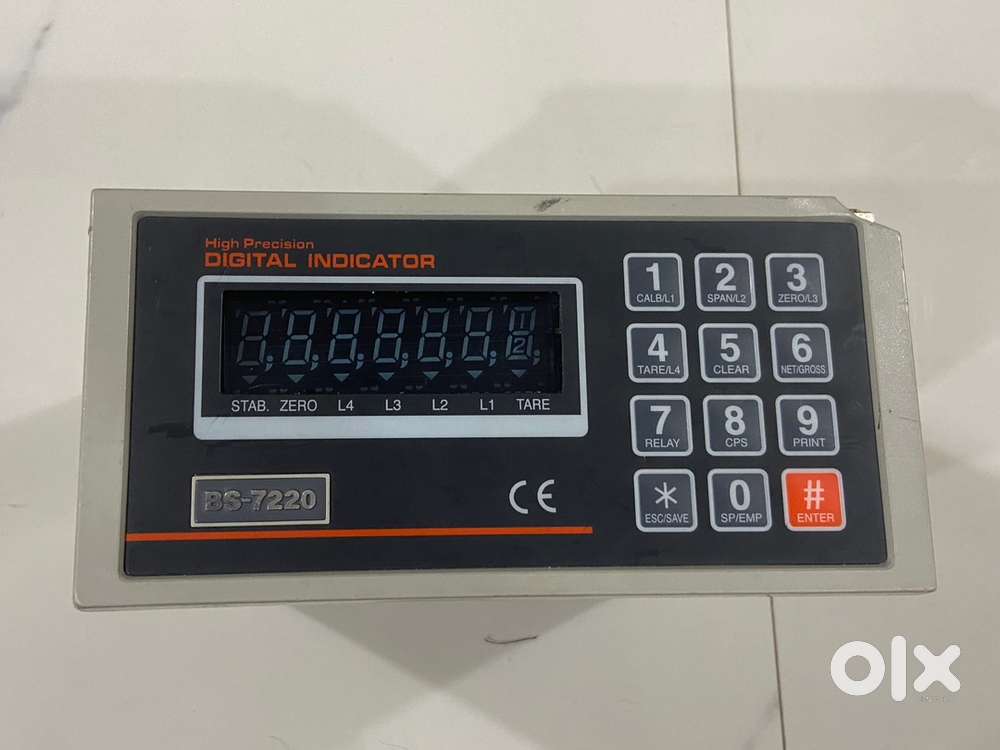 High Precision
DIGITAL INDICATOR
STAB. ZERO L4 L3 L2 L1 TARE
BS-7220
CE
1
CALB/L1
2
SPAN/L2
3
ZERO/L3
4
TARE/L4
5
CLEAR
6
NET/GROSS
7
RELAY
8
CPS
9
PRINT
*
ESC/SAVE
0
SP/EMP
#
ENTER
olx